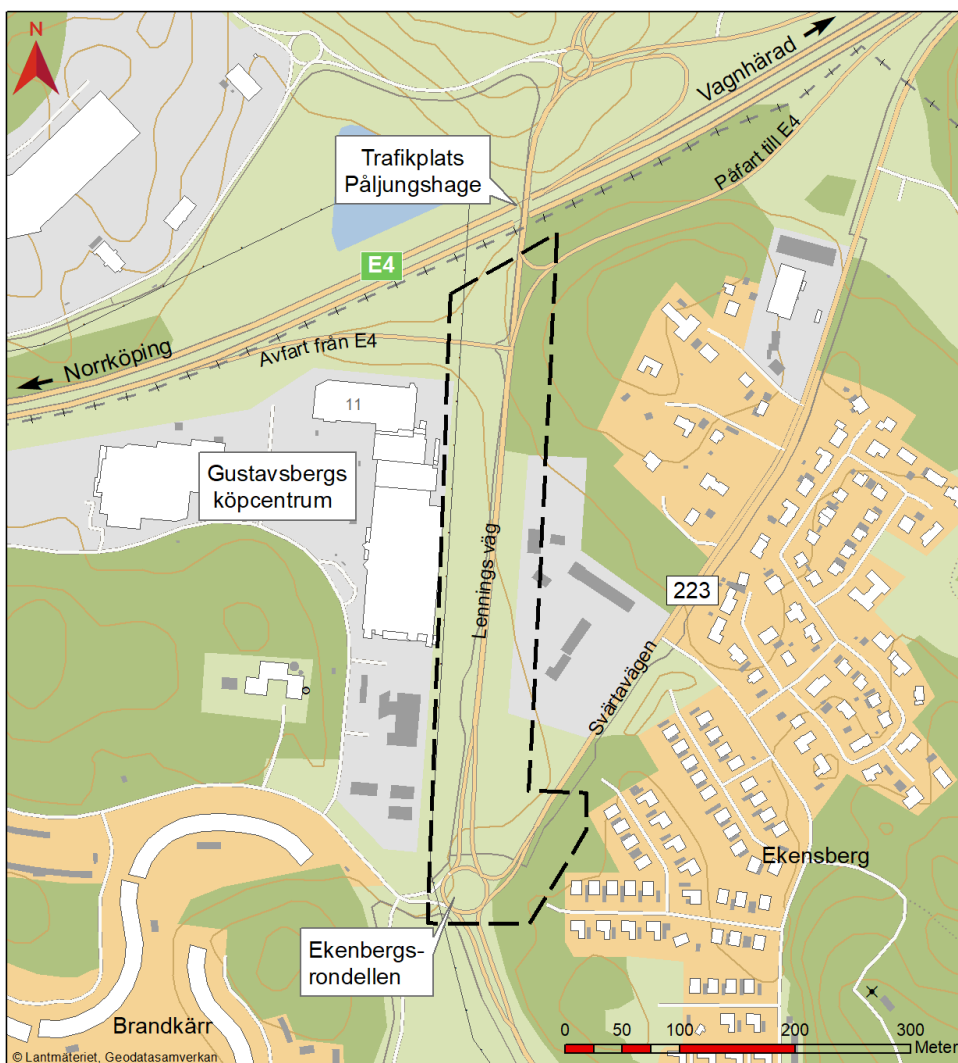 N
Vagnhärad
Trafikplats
Påljungshage
Påfart till E4
E4
Norrköping
Avfart från E4
11
Gustavsbergs
köpcentrum
Lennings väg
223
Svärtavägen
Ekensberg
Ekenbergs-
rondellen
Brandkärr
0 50 100 200 300
Meter
© Lantmäteriet, Geodatasamverkan